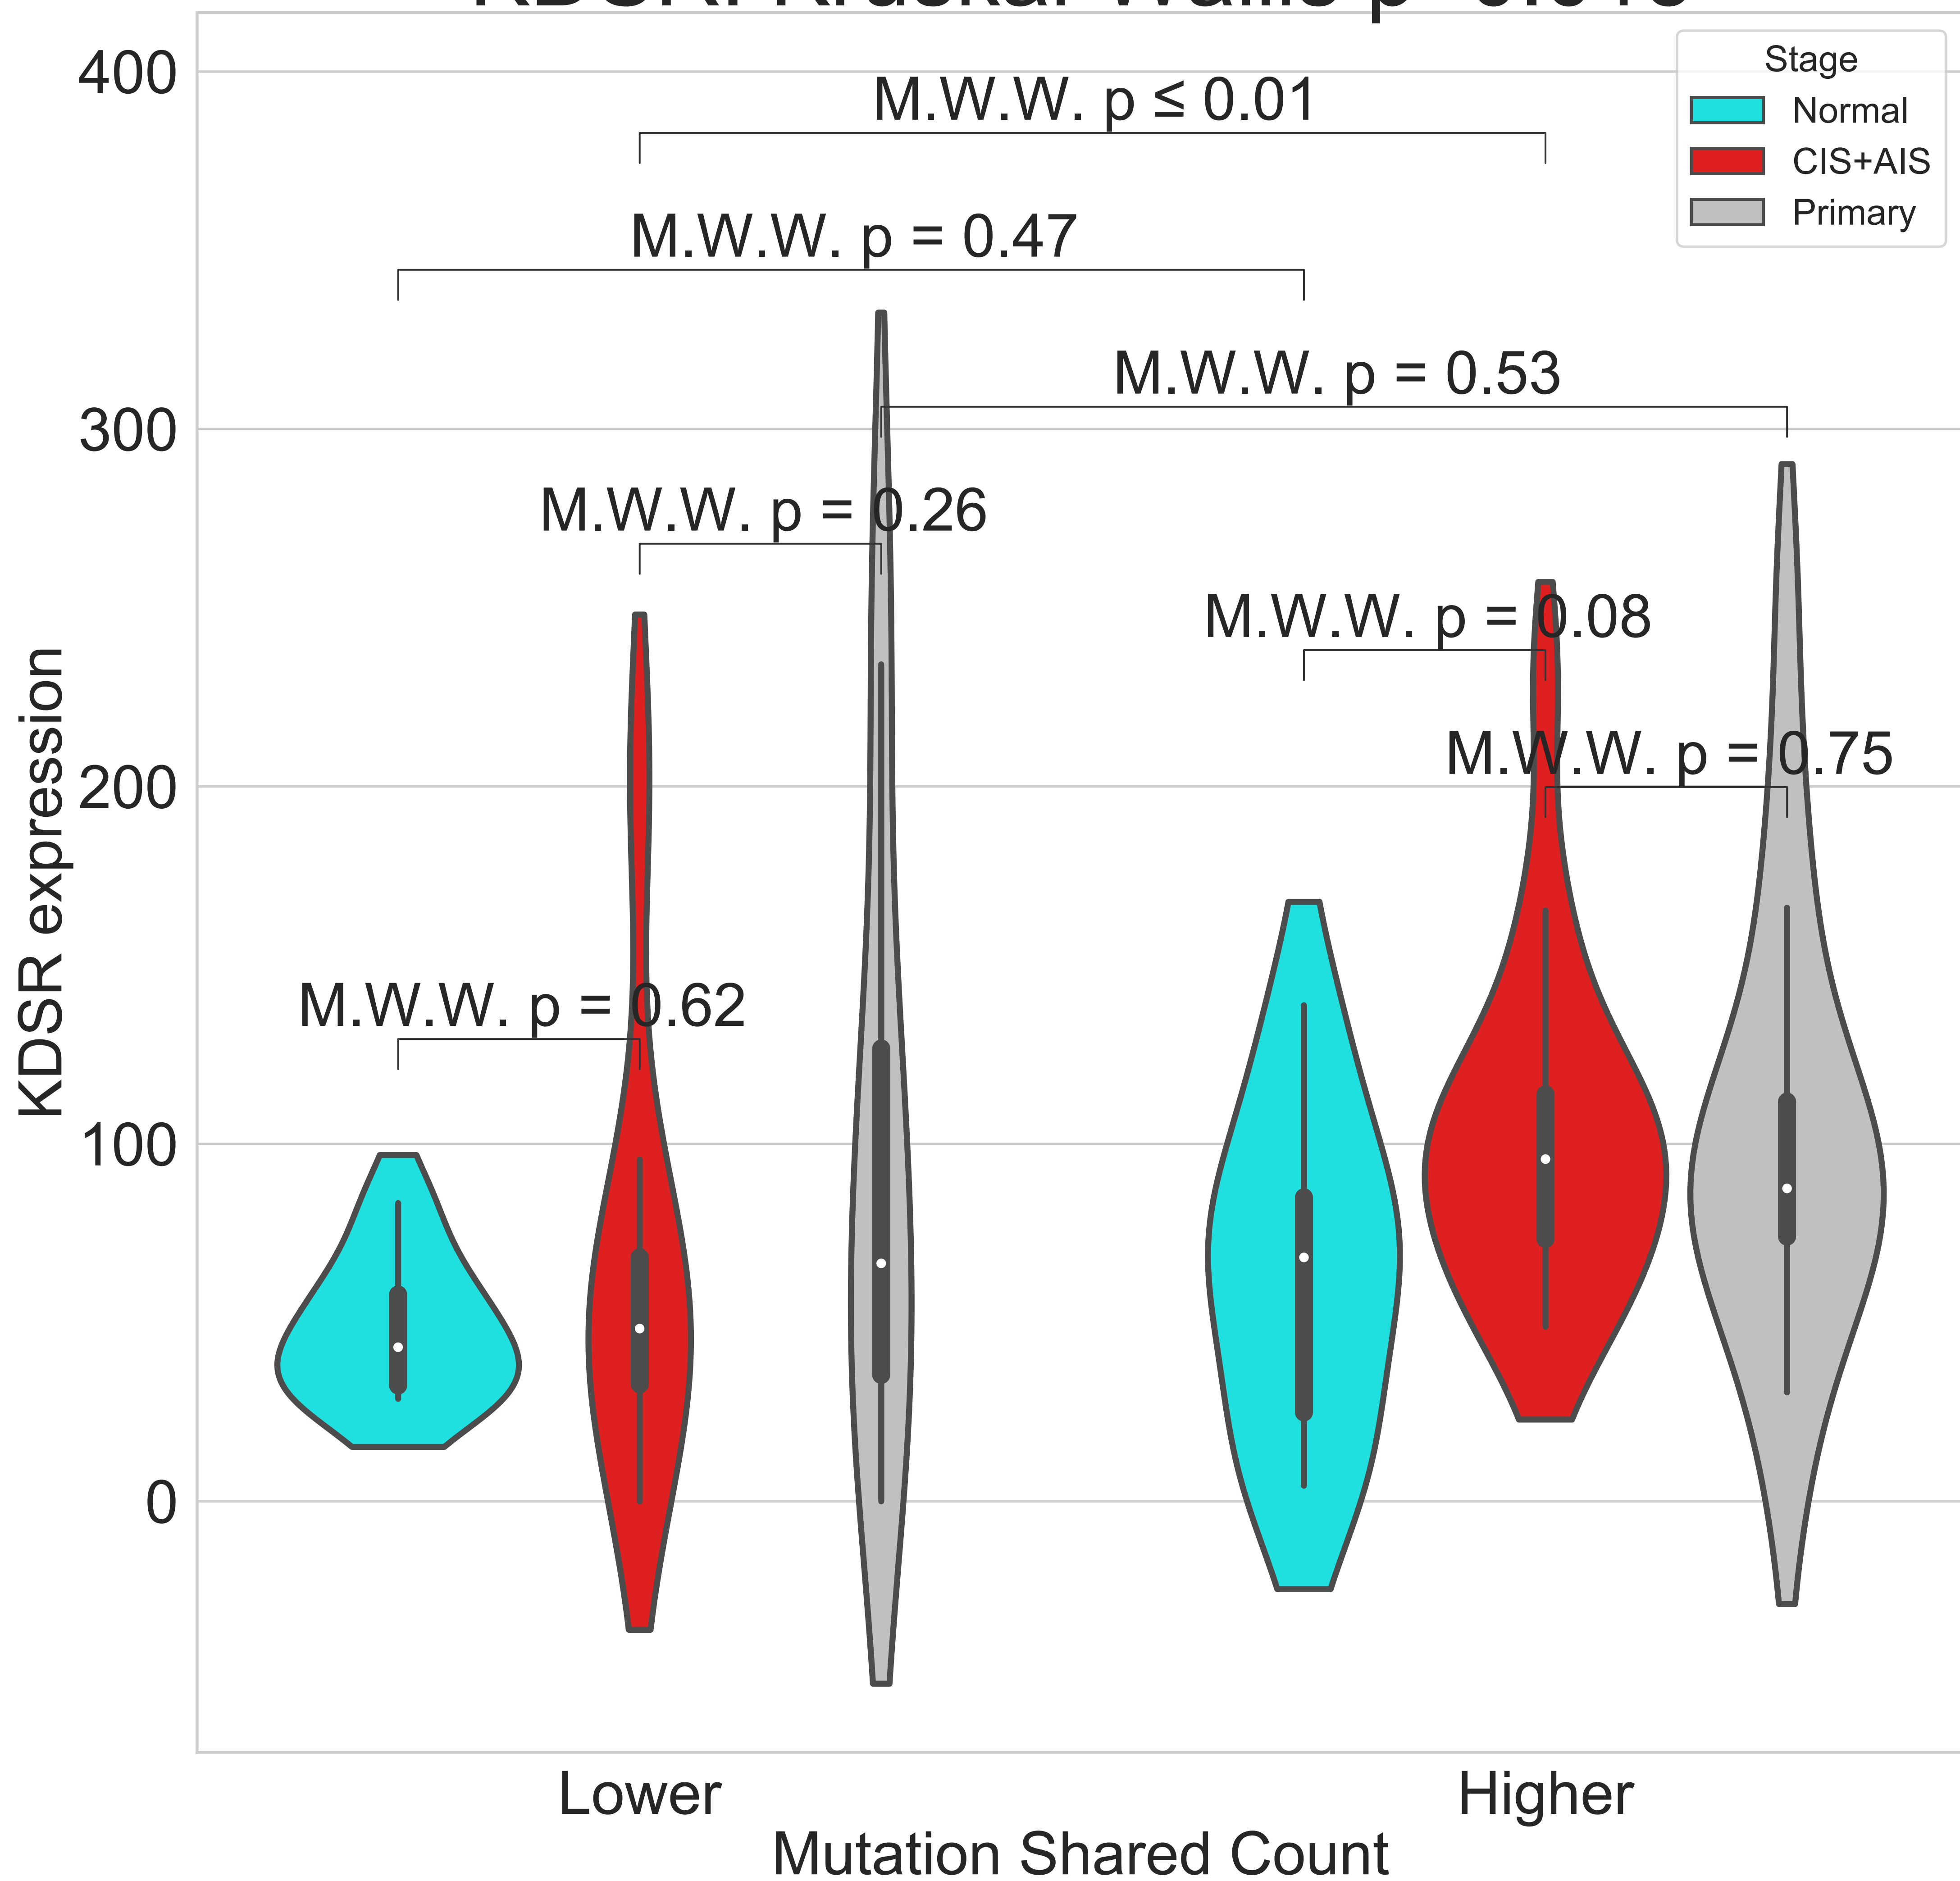 400
300
200
100
0
KDSR expression
M.W.W. p ≤ 0.01
M.W.W. p = 0.47
M.W.W. p = 0.53
M.W.W. p = 0.26
M.W.W. p = 0.08
M.W.W. p = 0.75
M.W.W. p = 0.62
Stage
Normal
CIS+AIS
Primary
Lower
Higher
Mutation Shared Count